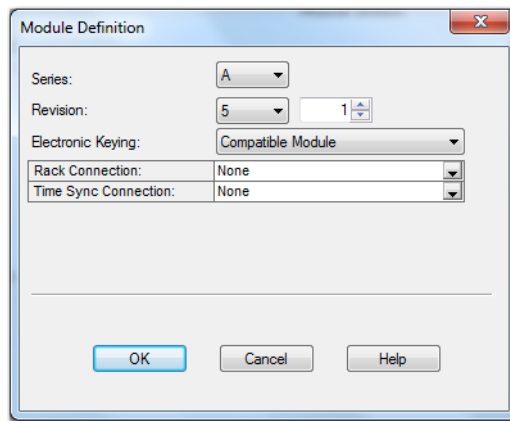 Module Definition
Series: A
Revision: 5 1
Electronic Keying: Compatible Module
Rack Connection: None
Time Sync Connection: None
OK Cancel Help